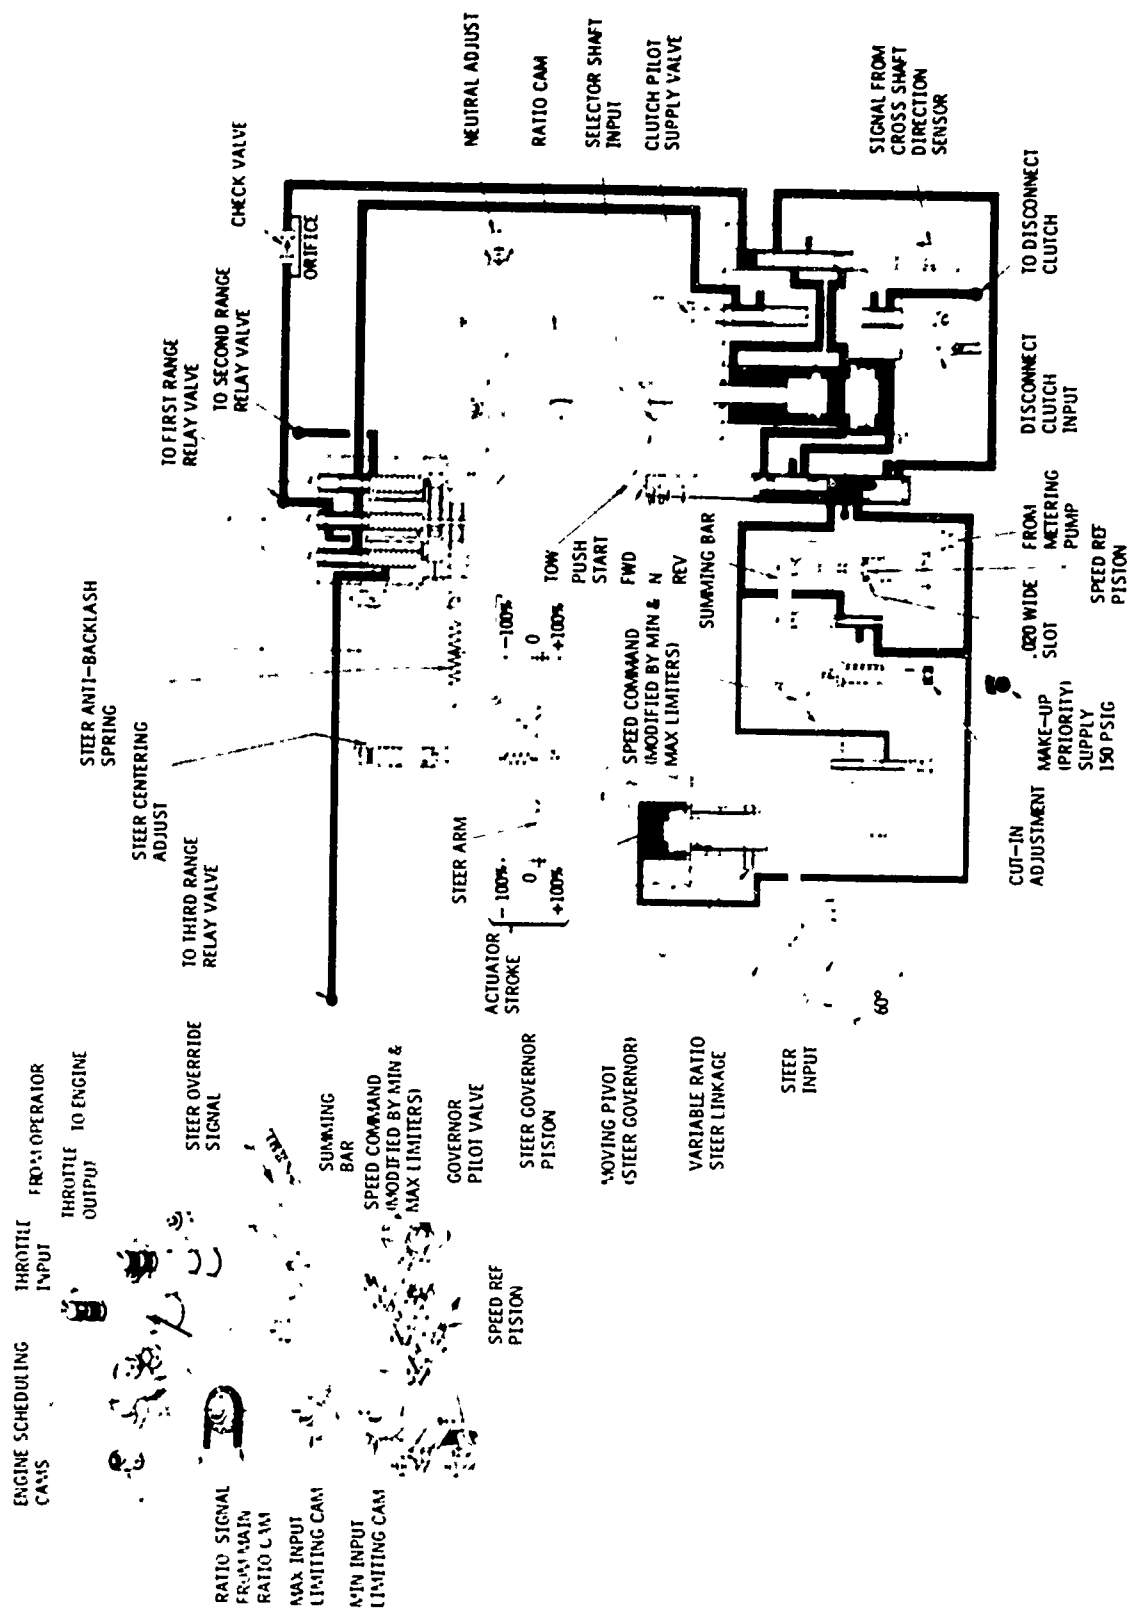 ENGINE SCHEDULING
CAMS
THROTTLE
INPUT
FROM OPERATOR
THROTTLE TO ENGINE
OUTPUT
STEER OVERRIDE
SIGNAL
RATIO SIGNAL
FROM MAIN
RATIO CAM
MAX INPUT
LIMITING CAM
MIN INPUT
LIMITING CAM
SUMMING
BAR
SPEED COMMAND
(MODIFIED BY MIN &
MAX LIMITERS)
GOVERNOR
PILOT VALVE
SPEED REF
PISTON
STEER GOVERNOR
PISTON
MOVING PIVOT
(STEER GOVERNOR)
VARIABLE RATIO
STEER LINKAGE
STEER
INPUT
60°
STEER ANTI-BACKLASH
SPRING
STEER CENTERING
ADJUST
TO THIRD RANGE
RELAY VALVE
TO FIRST RANGE
RELAY VALVE
TO SECOND RANGE
RELAY VALVE
CHECK VALVE
ORIFICE
STEER ARM
ACTUATOR
STROKE
-100%
0
+100%
-100%
0
+100%
NEUTRAL ADJUST
RATIO CAM
SELECTOR SHAFT
INPUT
CLUTCH PILOT
SUPPLY VALVE
TOW
PUSH
START
FWD
N
REV
SPEED COMMAND
(MODIFIED BY MIN &
MAX LIMITERS)
SUMMING BAR
SIGNAL FROM
CROSS SHAFT
DIRECTION
SENSOR
TO DISCONNECT
CLUTCH
DISCONNECT
CLUTCH
INPUT
FROM
METERING
PUMP
SPEED REF
PISTON
.020 WIDE
SLOT
MAKE-UP
(PRIORITY)
SUPPLY
150 PSIG
CUT-IN
ADJUSTMENT